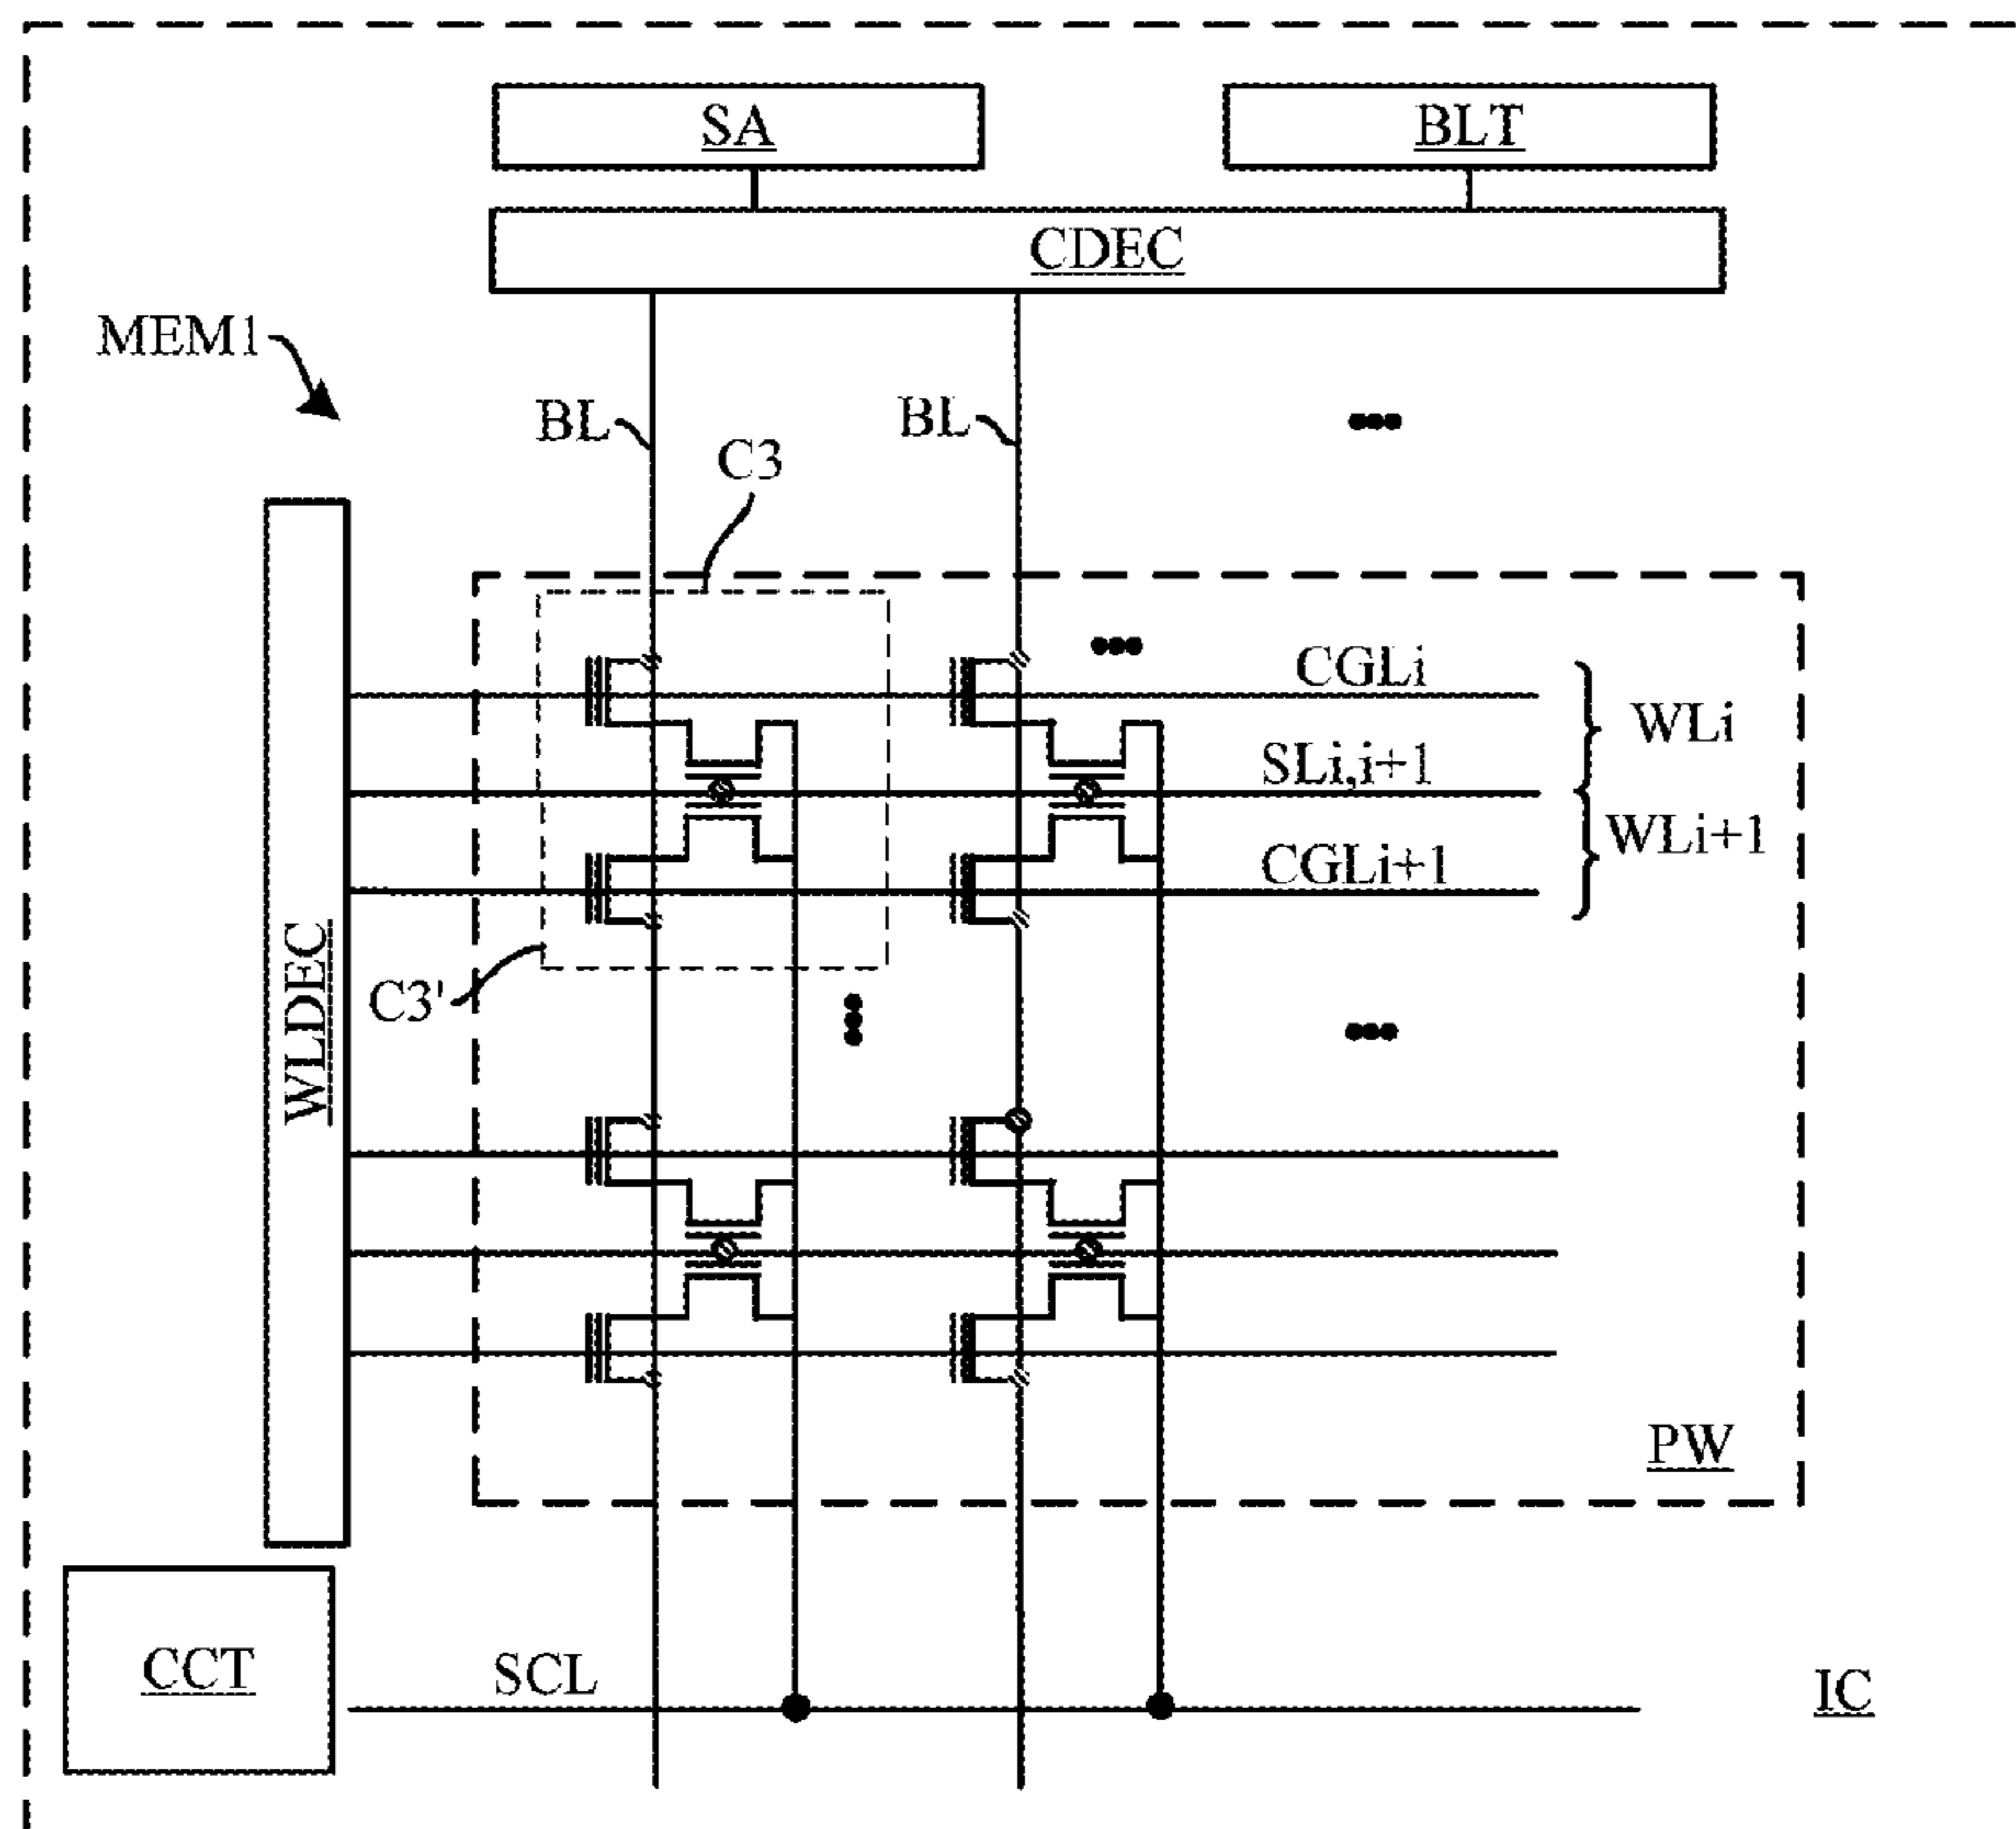 SA
BLT
CDEC
MEM1
BL
BL
C3
CGLi
WLi
SLi,i+1
WLi+1
CGLi+1
WLDEC
C3'
PW
CCT
SCL
IC